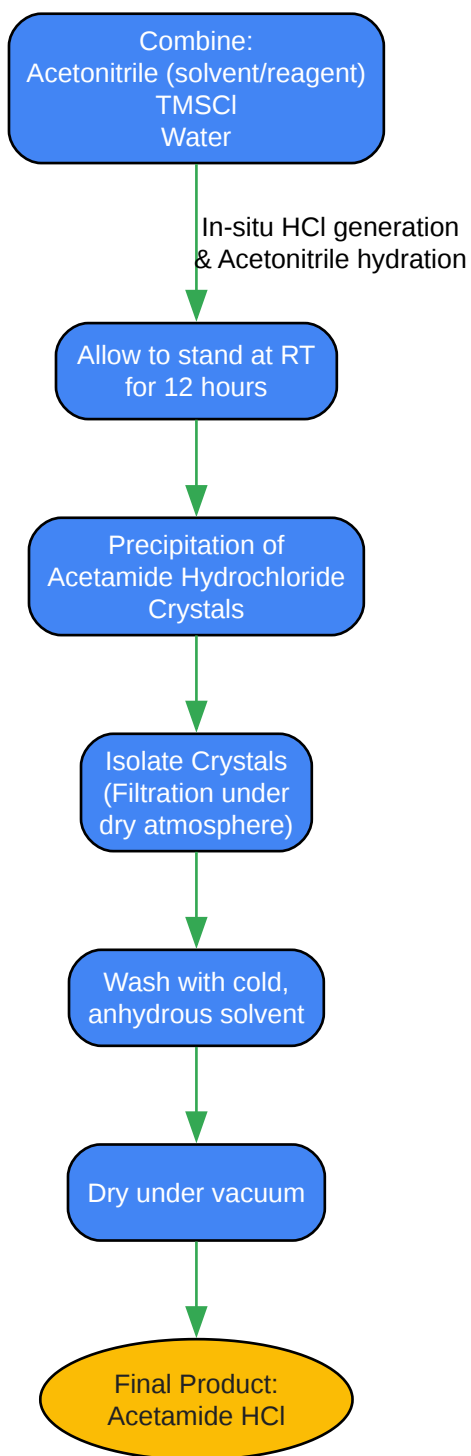 Combine:
Acetonitrile (solvent/reagent)
TMSCl
Water
In-situ HCl generation
& Acetonitrile hydration
Allow to stand at RT
for 12 hours
Precipitation of
Acetamide Hydrochloride
Crystals
Isolate Crystals
(Filtration under
dry atmosphere)
Wash with cold,
anhydrous solvent
Dry under vacuum
Final Product:
Acetamide HCl